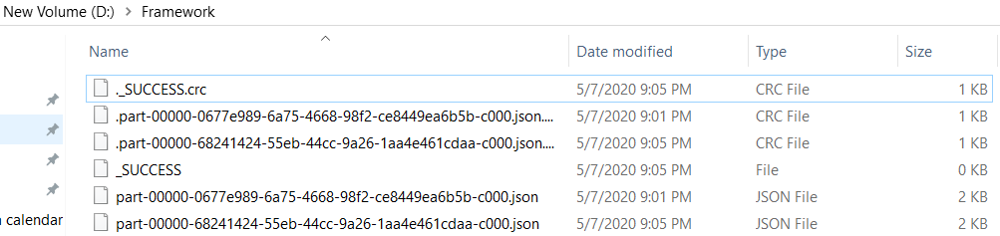 New Volume (D:) > Framework
Name Date modified Type Size
._SUCCESS.crc 5/7/2020 9:05 PM CRC File 1 KB
.part-00000-0677e989-6a75-4668-98f2-ce8449ea6b5b-c000.json.... 5/7/2020 9:01 PM CRC File 1 KB
.part-00000-68241424-55eb-44cc-9a26-1aa4e461cdaa-c000.json.... 5/7/2020 9:05 PM CRC File 1 KB
_SUCCESS 5/7/2020 9:05 PM File 0 KB
part-00000-0677e989-6a75-4668-98f2-ce8449ea6b5b-c000.json 5/7/2020 9:01 PM JSON File 2 KB
calendar part-00000-68241424-55eb-44cc-9a26-1aa4e461cdaa-c000.json 5/7/2020 9:05 PM JSON File 2 KB